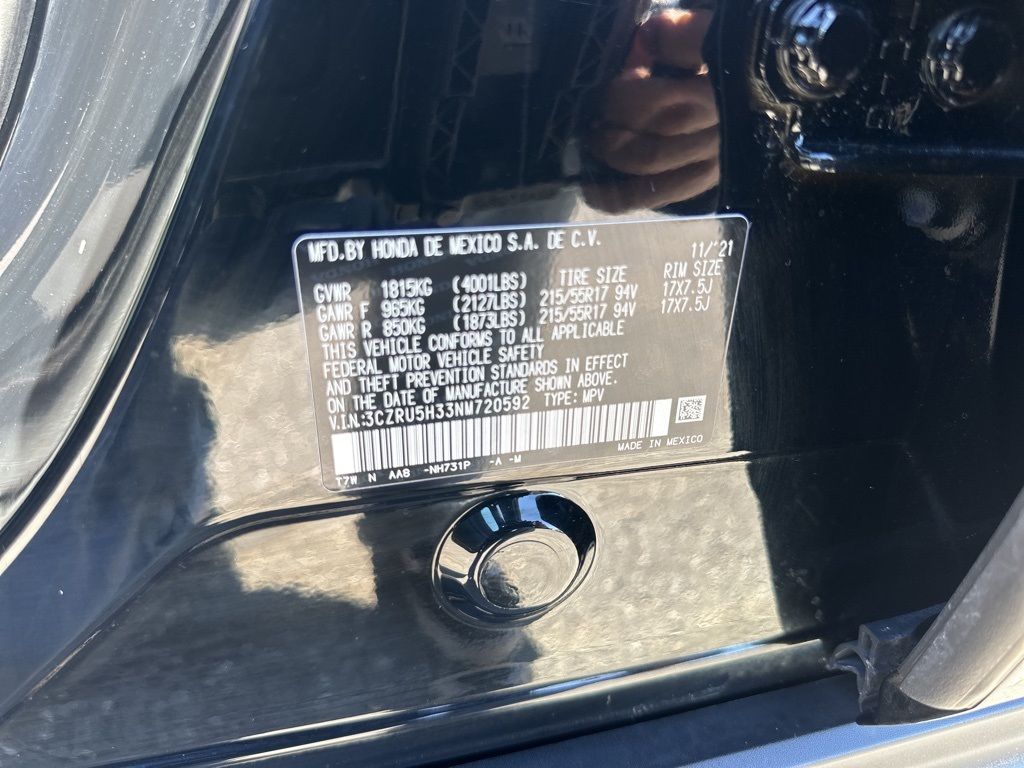 MFD.BY HONDA DE MEXICO S.A. DE C.V. 11/'21
GVWR 1815KG (4001LBS) TIRE SIZE RIM SIZE
GAWR F 965KG (2127LBS) 215/55R17 94V 17X7.5J
GAWR R 850KG (1873LBS) 215/55R17 94V 17X7.5J
THIS VEHICLE CONFORMS TO ALL APPLICABLE
FEDERAL MOTOR VEHICLE SAFETY
AND THEFT PREVENTION STANDARDS IN EFFECT
ON THE DATE OF MANUFACTURE SHOWN ABOVE.
V.I.N.:3CZRU5H33NM720592 TYPE: MPV
MADE IN MEXICO
T7W N AA8 -NH731P -A -M